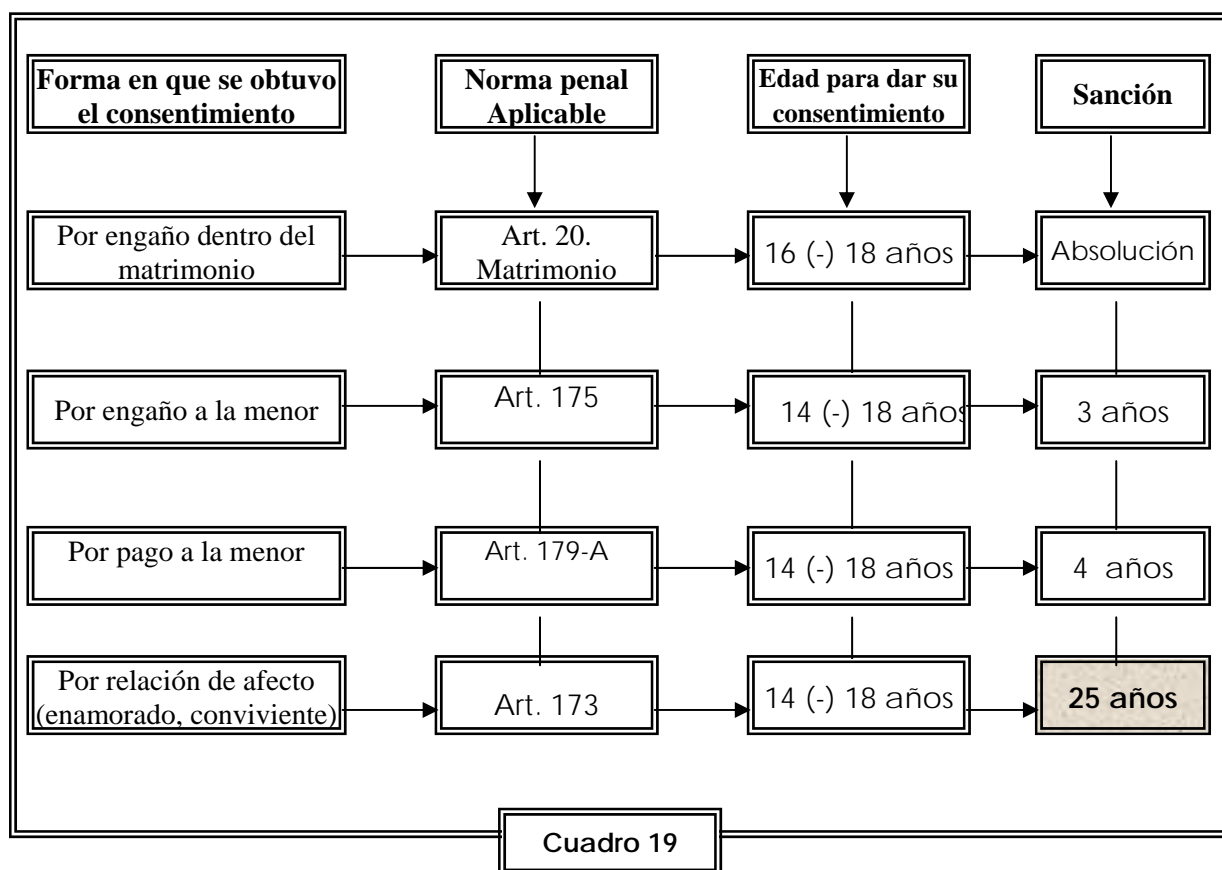 Forma en que se obtuvo
el consentimiento
Norma penal
Aplicable
Edad para dar su
consentimiento
Sanción
Por engaño dentro del
matrimonio
Art. 20.
Matrimonio
16 (-) 18 años
Absolución
Por engaño a la menor
Art. 175
14 (-) 18 años
3 años
Por pago a la menor
Art. 179-A
14 (-) 18 años
4 años
Por relación de afecto
(enamorado, conviviente)
Art. 173
14 (-) 18 años
25 años
Cuadro 19